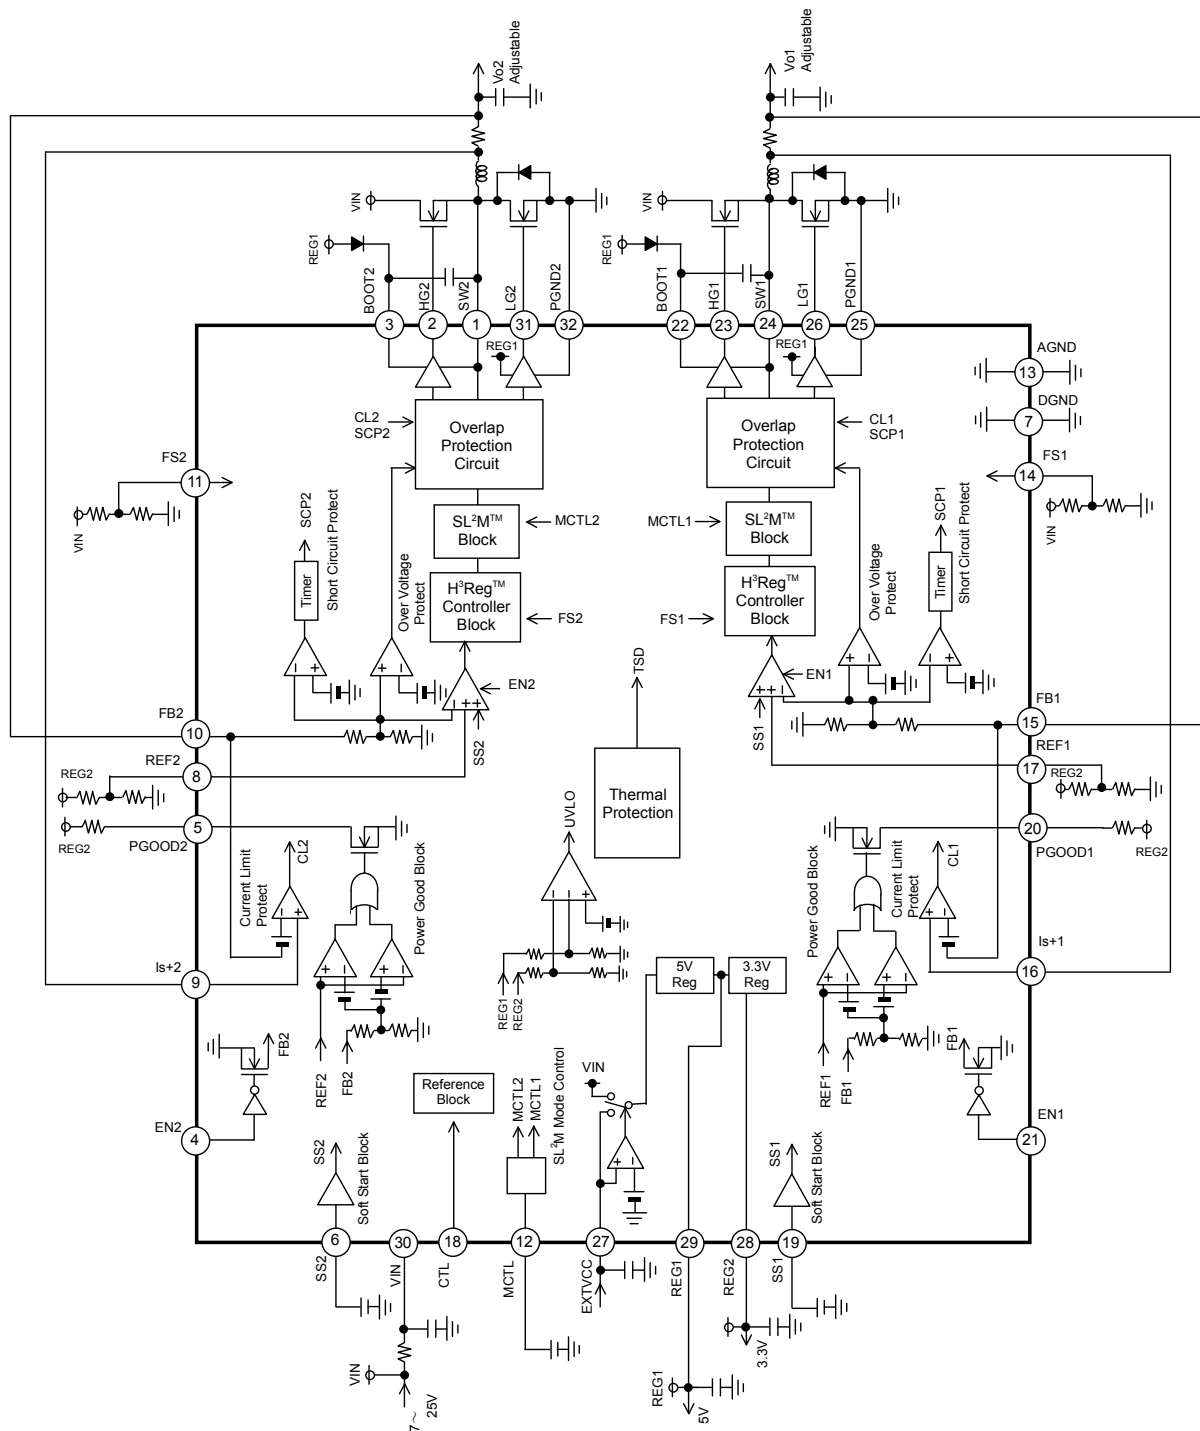 Vo2
Adjustable
Vo1
Adjustable
VIN
VIN
REG1
REG1
BOOT2
HG2
SW2
LG2
PGND2
BOOT1
HG1
SW1
LG1
PGND1
3
2
1
31
32
22
23
24
26
25
REG1
REG1
AGND
13
DGND
7
FS1
14
VIN
CL2
SCP2
Overlap
Protection
Circuit
Overlap
Protection
Circuit
CL1
SCP1
FS2
11
VIN
SCP2
Timer
Short Circuit Protect
Over Voltage
Protect
SL²M™
Block
MCTL2
MCTL1
SL²M™
Block
SCP1
Timer
Short Circuit Protect
Over Voltage
Protect
H³Reg™
Controller
Block
FS2
FS1
H³Reg™
Controller
Block
- +
+ -
- + +
EN2
SS2
TSD
+ + -
EN1
SS1
+ -
- +
FB2
10
REF2
8
REG2
5
REG2
PGOOD2
FB1
15
REF1
17
REG2
20
PGOOD1
REG2
Thermal
Protection
UVLO
- - +
REG1
REG2
CL2
Current Limit
Protect
- +
Power Good Block
+ -
+ -
Is+2
9
REF2
FB2
FB2
EN2
4
Power Good Block
Current Limit
Protect
CL1
+ -
+ -
+ -
Is+1
16
REF1
FB1
FB1
EN1
21
5V
Reg
3.3V
Reg
VIN
+ -
Reference
Block
MCTL2
MCTL1
SL²M Mode Control
SS2
Soft Start Block
SS1
Soft Start Block
6
30
18
12
27
29
28
19
SS2
VIN
CTL
MCTL
EXTVCC
REG1
REG2
SS1
VIN
7~
25V
REG1
5V
3.3V